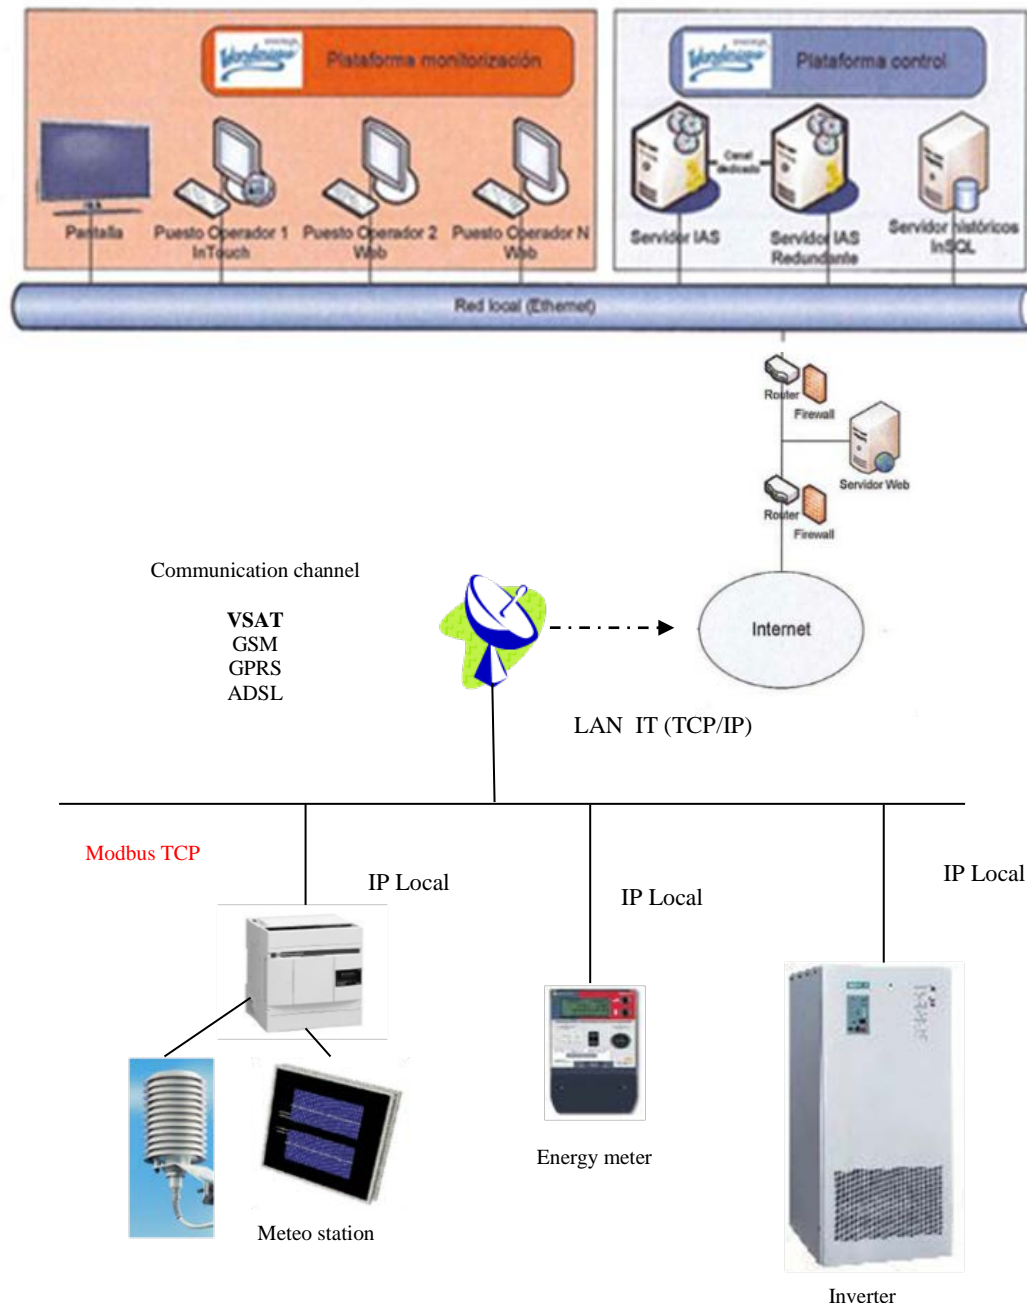 Plataforma monitorización
Plataforma control
Pantalla
Puesto Operador 1
InTouch
Puesto Operador 2
Web
Puesto Operador N
Web
Canal
dedicado
Servidor IAS
Servidor IAS
Redundante
Servidor históricos
InSQL
Red local (Ethernet)
Router
Firewall
Servidor Web
Router
Firewall
Communication channel
VSAT
GSM
GPRS
ADSL
Internet
LAN IT (TCP/IP)
Modbus TCP
IP Local
IP Local
IP Local
Energy meter
Meteo station
Inverter